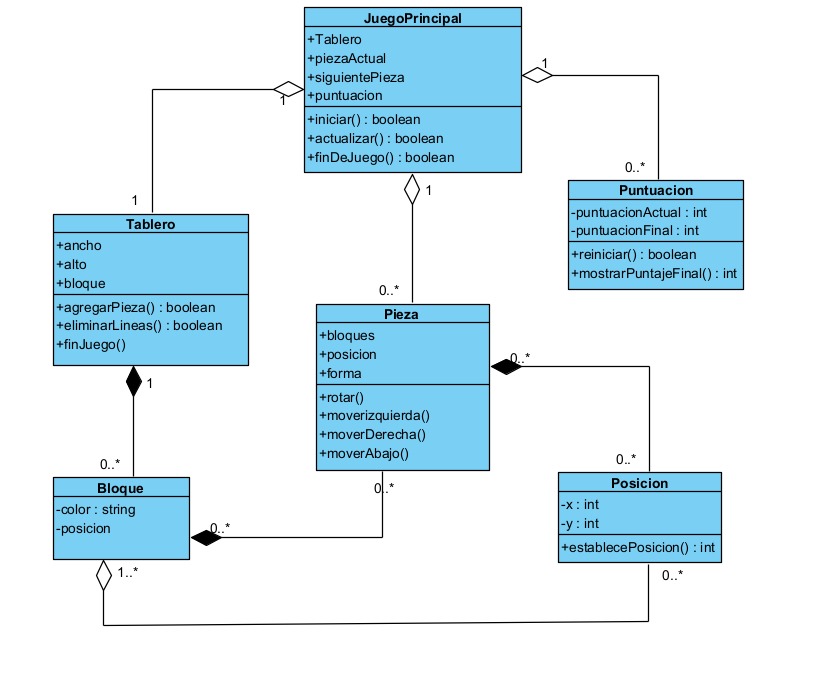 JuegoPrincipal
+Tablero
+piezaActual
+siguientePieza
+puntuacion
+iniciar() : boolean
+actualizar() : boolean
+finDeJuego() : boolean
1
1
1
1
0..*
Puntuacion
-puntuacionActual : int
-puntuacionFinal : int
+reiniciar() : boolean
+mostrarPuntajeFinal() : int
1
Tablero
+ancho
+alto
+bloque
+agregarPieza() : boolean
+eliminarLineas() : boolean
+finJuego()
0..*
Pieza
+bloques
+posicion
+forma
+rotar()
+moverizquierda()
+moverDerecha()
+moverAbajo()
0..*
0..*
0..*
Bloque
-color : string
-posicion
0..*
0..*
1..*
Posicion
-x : int
-y : int
+establecePosicion() : int
0..*